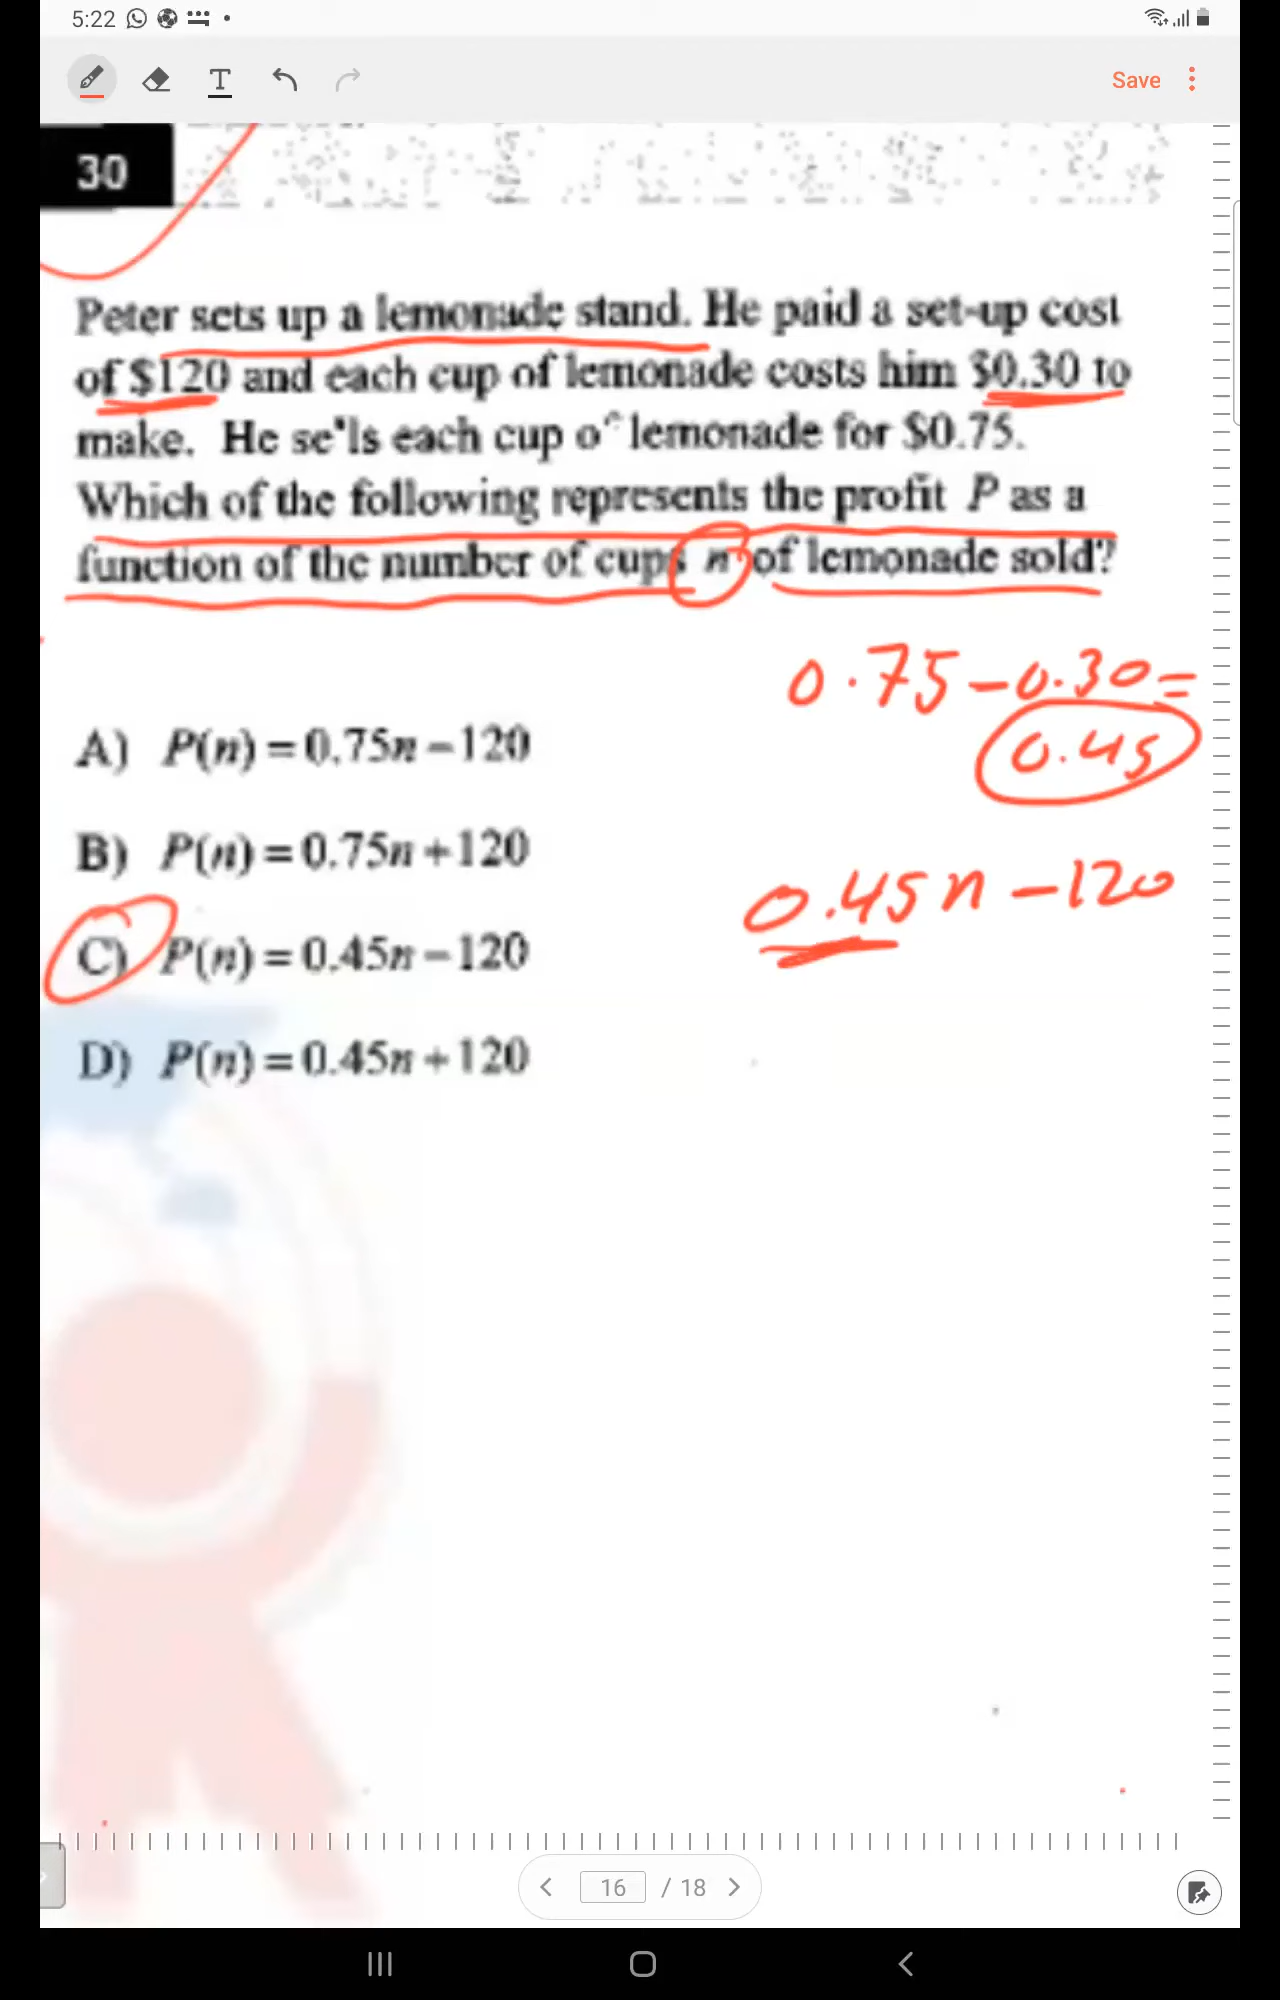 5:22
Save
30
Peter sets up a lemonade stand. He paid a set-up cost
of $120 and each cup of lemonade costs him $0.30 to
make. He se'ls each cup o^ lemonade for $0.75.
Which of the following represents the profit P as a
function of the number of cups n of lemonade sold?
0.75-0.30=
0.45
A) P(n) = 0.75n - 120
B) P(n) = 0.75n + 120
0.45n - 120
C) P(n) = 0.45n - 120
D) P(n) = 0.45n + 120
16 / 18